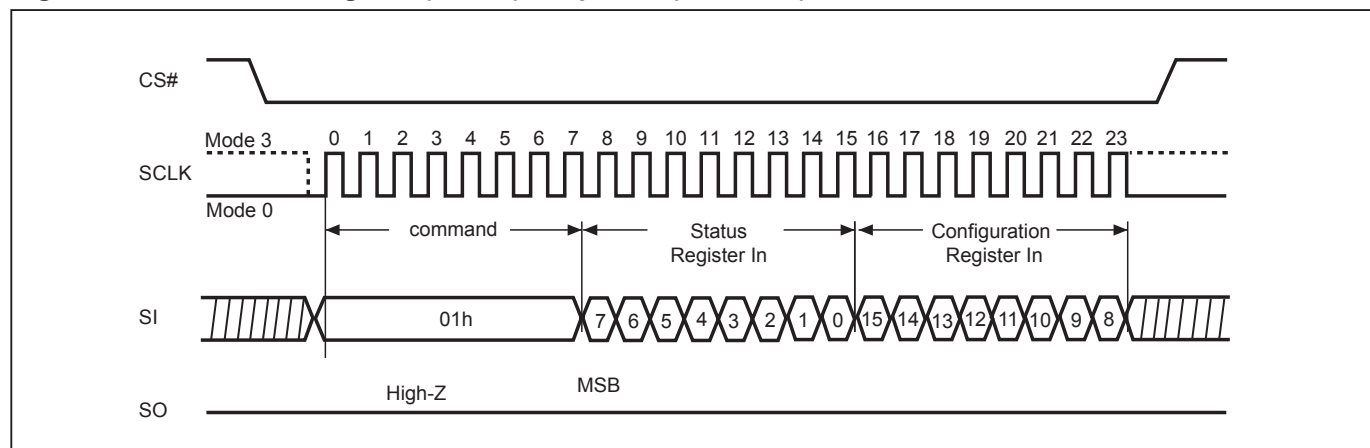 CS#
Mode 3
0 1 2 3 4 5 6 7 8 9 10 11 12 13 14 15 16 17 18 19 20 21 22 23
SCLK
Mode 0
command
Status
Register In
Configuration
Register In
SI
01h
7 6 5 4 3 2 1 0 15 14 13 12 11 10 9 8
High-Z
MSB
SO